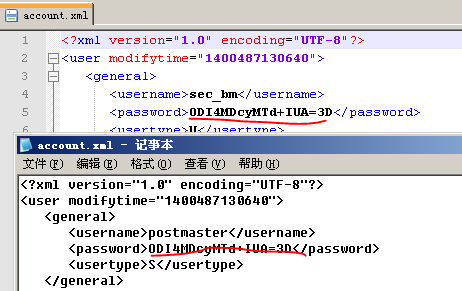 account.xml
1 <?xml version="1.0" encoding="UTF-8"?>
2 <user modifytime="1400487130640">
3 <general>
4 <username>sec_bm</username>
5 <password>ODI4MDcyMTd+IUA=3D</password>
6 <usertype>U</usertype>
account.xml - 记事本
文件(F) 编辑(E) 格式(O) 查看(V) 帮助(H)
<?xml version="1.0" encoding="UTF-8"?>
<user modifytime="1400487130640">
<general>
<username>postmaster</username>
<password>ODI4MDcyMTd+IUA=3D</password>
<usertype>S</usertype>
</general>